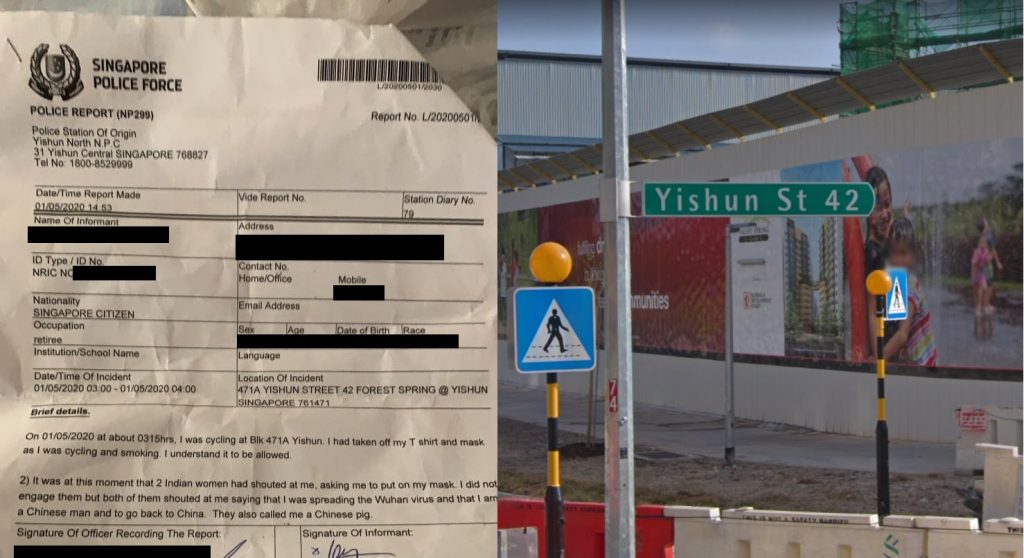 SINGAPORE
POLICE FORCE
L/20200501/2030
POLICE REPORT (NP299)
Report No. L/20200501/
Police Station Of Origin
Yishun North N.P.C
31 Yishun Central SINGAPORE 768827
Tel No: 1800-8529999
Date/Time Report Made
01/05/2020 14:53
Vide Report No.
Station Diary No.
79
Name Of Informant
Address
ID Type / ID No.
NRIC NO
Contact No.
Home/Office
Mobile
Nationality
SINGAPORE CITIZEN
Email Address
Occupation
retiree
Sex
Age
Date of Birth
Race
Institution/School Name
Language
Date/Time Of Incident
01/05/2020 03:00 - 01/05/2020 04:00
Location Of Incident
471A YISHUN STREET 42 FOREST SPRING @ YISHUN
SINGAPORE 761471
Brief details.
On 01/05/2020 at about 0315hrs, I was cycling at Blk 471A Yishun. I had taken off my T shirt and mask
as I was cycling and smoking. I understand it to be allowed.
2) It was at this moment that 2 Indian women had shouted at me, asking me to put on my mask. I did not
engage them but both of them shouted at me saying that I was spreading the Wuhan virus and that I am
a Chinese man and to go back to China. They also called me a Chinese pig.
Signature Of Officer Recording The Report:
Signature Of Informant:
Yishun St 42
74
THIS IS NOT A SAFETY BARRIER